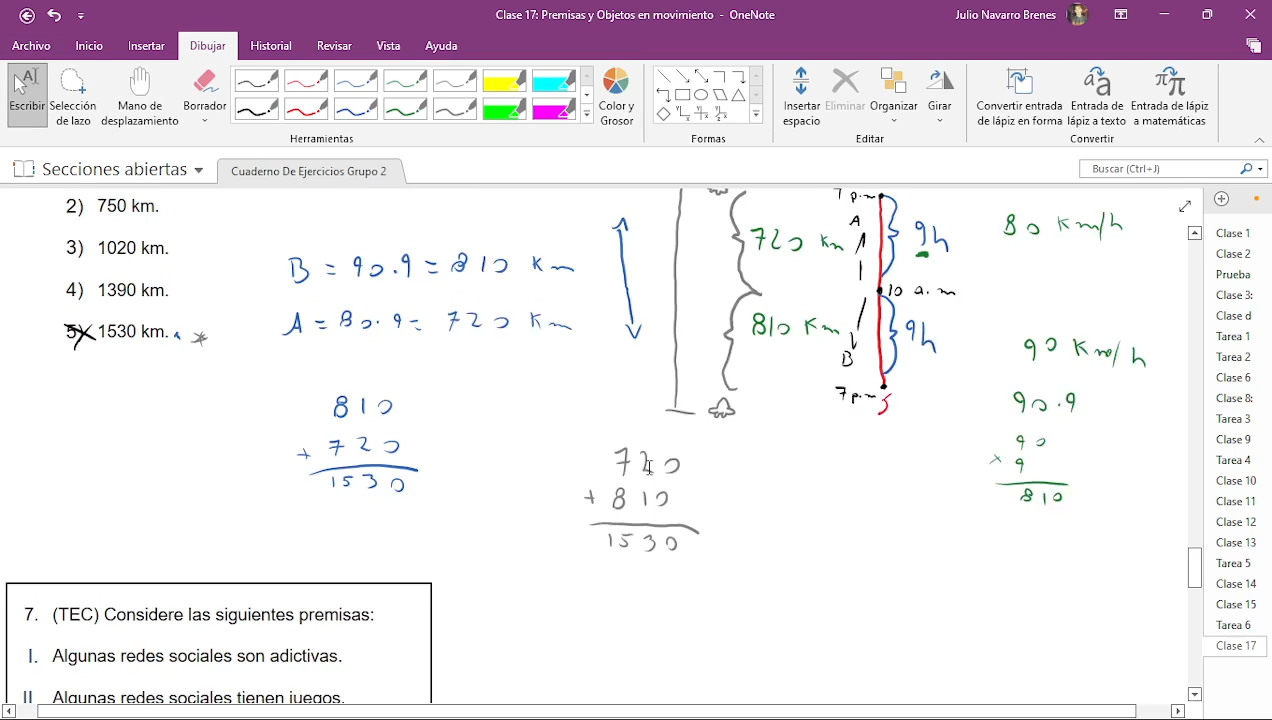 Clase 17: Premisas y Objetos en movimiento - OneNote
Julio Navarro Brenes
Archivo Inicio Insertar Dibujar Historial Revisar Vista Ayuda
Escribir
Selección de lazo
Mano de desplazamiento
Borrador
Color y Grosor
Insertar espacio
Eliminar
Organizar
Girar
Convertir entrada de lápiz en forma
Entrada de lápiz a texto
Entrada de lápiz a matemáticas
Herramientas
Formas
Editar
Convertir
Secciones abiertas
Cuaderno De Ejercicios Grupo 2
Buscar (Ctrl+J)
2) 750 km.
3) 1020 km.
4) 1390 km.
5) 1530 km.
B = 90.9 = 810 Km
A = 80.9 = 720 Km
810
+ 720
1530
720 km
810 Km
7 p.m
A
9h
10 a.m
B
9h
7 p.m
80 Km/h
90 Km/h
90.9
90
× 9
810
720
+ 810
1530
7. (TEC) Considere las siguientes premisas:
I. Algunas redes sociales son adictivas.
II Algunas redes sociales tienen juegos.
Clase 1
Clase 2
Prueba
Clase 3:
Clase d
Tarea 1
Tarea 2
Clase 6
Clase 8:
Tarea 3
Clase 9
Tarea 4
Clase 10
Clase 11
Clase 12
Clase 13
Tarea 5
Clase 14
Clase 15
Tarea 6
Clase 17